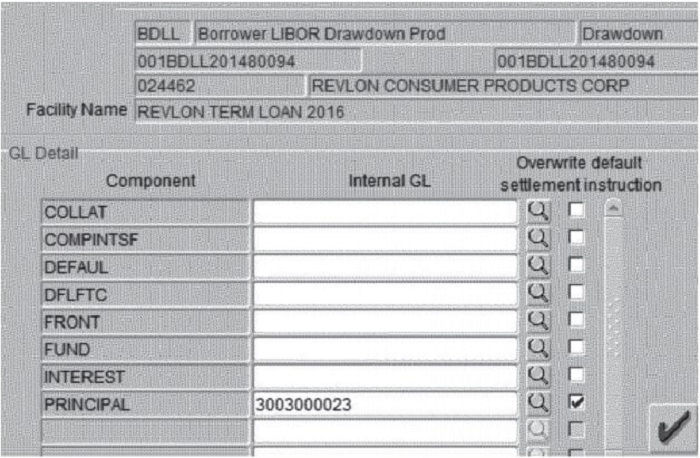 BDLL Borrower LIBOR Drawdown Prod Drawdown
001BDLL201480094 001BDLL201480094
024462 REVLON CONSUMER PRODUCTS CORP
Facility Name REVLON TERM LOAN 2016
GL Detail
Component Internal GL Overwrite default settlement instruction
COLLAT
COMPINTSF
DEFAUL
DFLFTC
FRONT
FUND
INTEREST
PRINCIPAL 3003000023